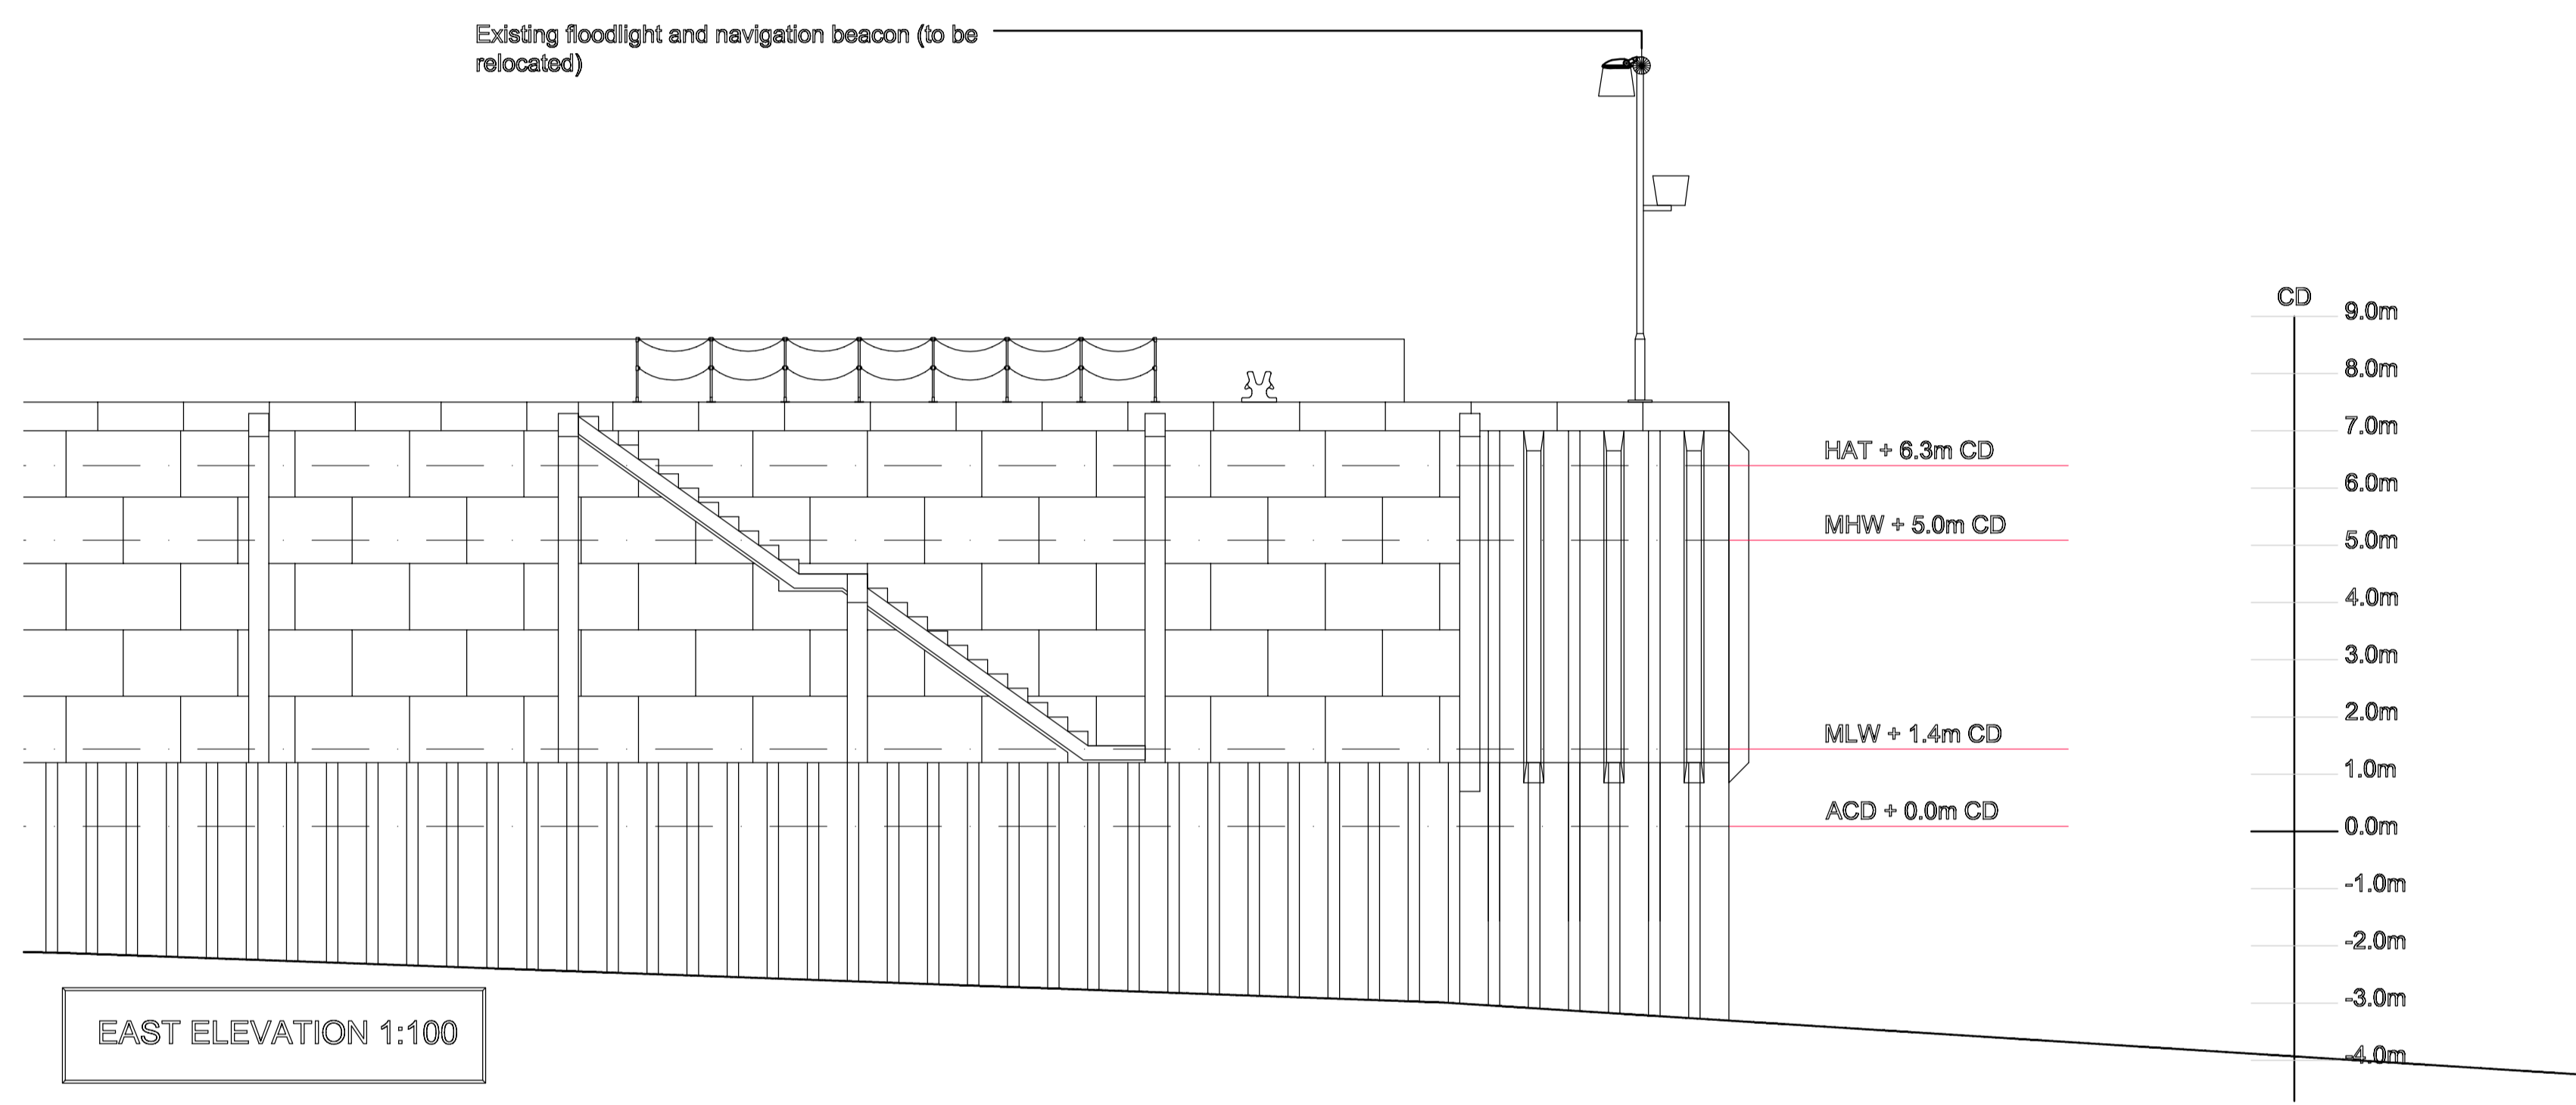 Existing floodlight and navigation beacon (to be
relocated)
CD
9.0m
8.0m
7.0m
HAT + 6.3m CD
6.0m
MHW + 5.0m CD
5.0m
4.0m
3.0m
2.0m
MLW + 1.4m CD
1.0m
ACD + 0.0m CD
0.0m
-1.0m
-2.0m
-3.0m
-4.0m
EAST ELEVATION 1:100